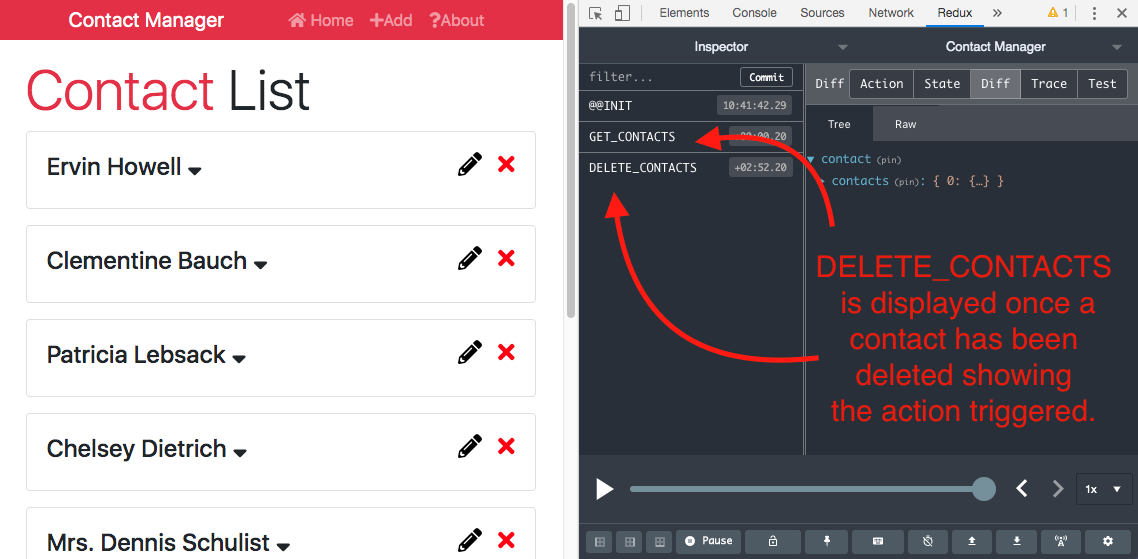 Contact Manager
Home
Add
?About
Contact List
Ervin Howell
Clementine Bauch
Patricia Lebsack
Chelsey Dietrich
Mrs. Dennis Schulist
Elements Console Sources Network Redux » 1
Inspector
Contact Manager
filter... Commit
@@INIT 10:41:42.29
GET_CONTACTS +00:00.20
DELETE_CONTACTS +02:52.20
Diff Action State Diff Trace Test
Tree Raw
contact (pin)
contacts (pin): { 0: {…} }
DELETE_CONTACTS
is displayed once a
contact has been
deleted showing
the action triggered.
1x
Pause